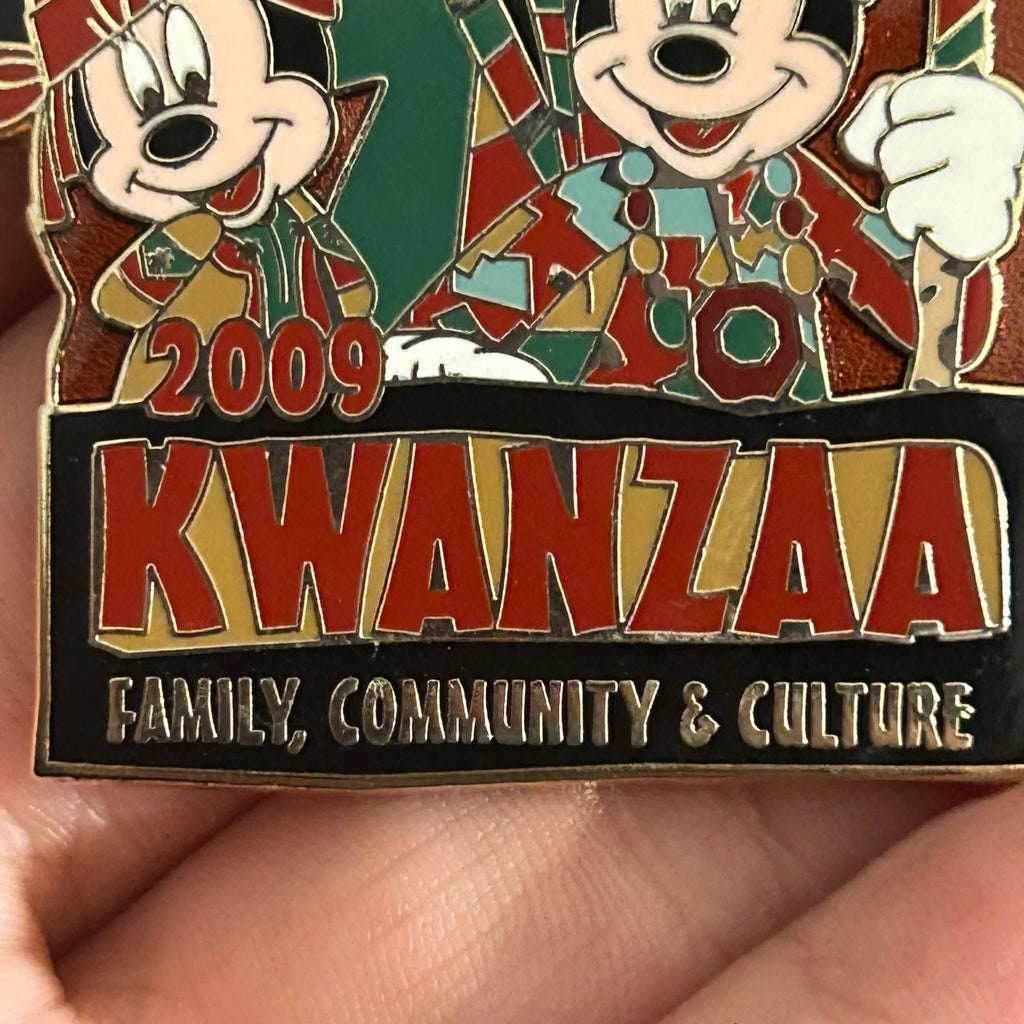 2009
KWANZAA
FAMILY, COMMUNITY & CULTURE